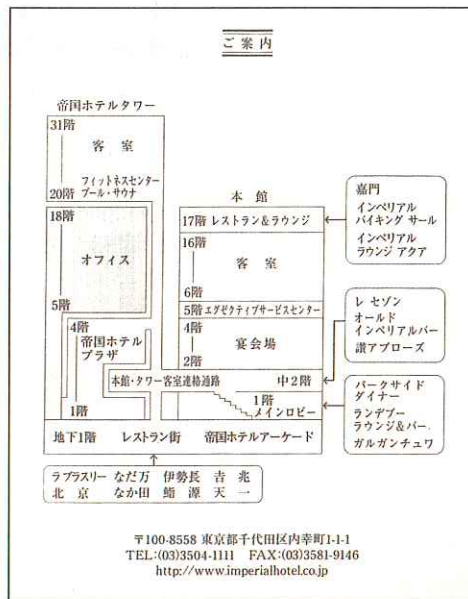 ご案内
帝国ホテルタワー
31階
客室
フィットネスセンター
20階 プール・サウナ
18階
オフィス
5階
4階
帝国ホテル
プラザ
1階
本館
17階 レストラン&ラウンジ
16階
客室
6階
5階 エグゼクティブサービスセンター
4階
宴会場
2階
本館・タワー客室連絡通路
中2階
1階
メインロビー
地下1階 レストラン街 帝国ホテルアーケード
嘉門
インペリアル
バイキング サール
インペリアル
ラウンジ アクア
レ セゾン
オールド
インペリアルバー
讃アプローズ
パークサイド
ダイナー
ランデブー
ラウンジ&バー
ガルガンチュワ
ラ ブラスリー なだ万 伊勢長 𠮷兆
北京 なか田 鮨源 天一
〒100-8558 東京都千代田区内幸町1-1-1
TEL:(03)3504-1111 FAX:(03)3581-9146
http://www.imperialhotel.co.jp